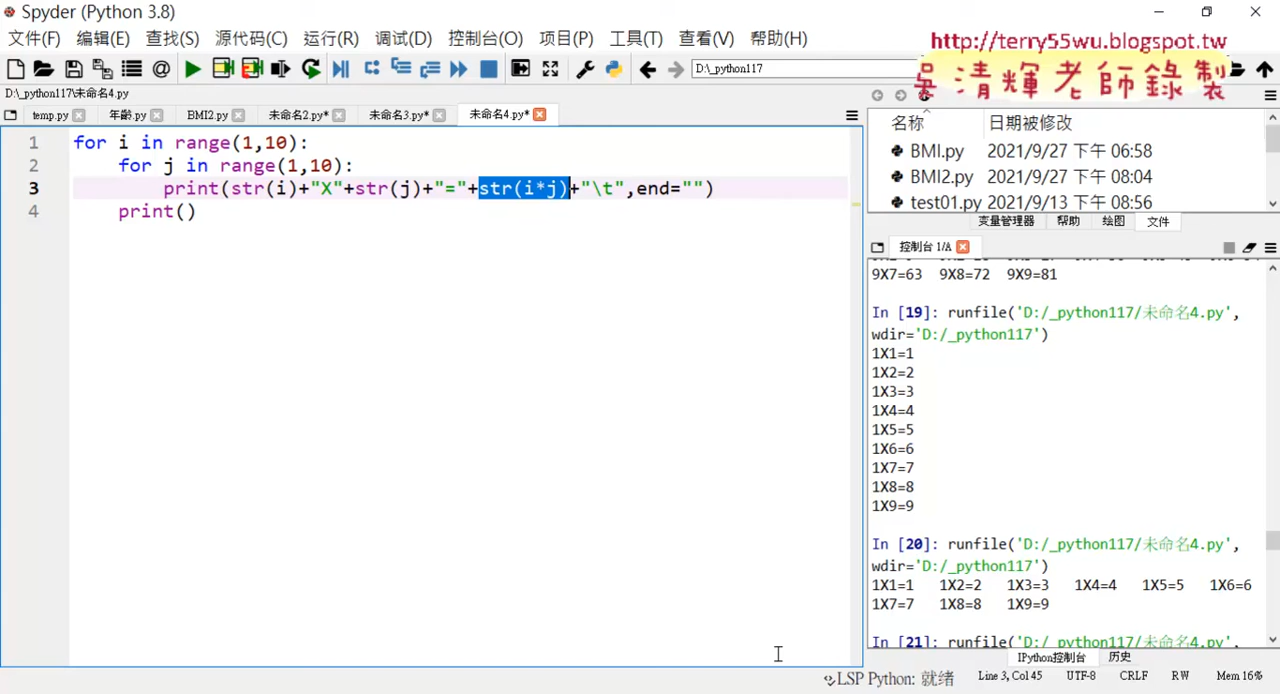 Spyder (Python 3.8)
文件(F) 编辑(E) 查找(S) 源代码(C) 运行(R) 调试(D) 控制台(O) 项目(P) 工具(T) 查看(V) 帮助(H)
http://terry55wu.blogspot.tw
吳清輝老師錄製
D:\_python117
D:\_python117\未命名4.py
temp.py 年齡.py BMI2.py 未命名2.py* 未命名3.py* 未命名4.py*
1 for i in range(1,10):
2 for j in range(1,10):
3 print(str(i)+"X"+str(j)+"="+str(i*j)+"\t",end="")
4 print()
名称 日期被修改
BMI.py 2021/9/27 下午 06:58
BMI2.py 2021/9/27 下午 08:04
test01.py 2021/9/13 下午 08:56
变量管理器 帮助 绘图 文件
控制台 1/A
9X7=63 9X8=72 9X9=81
In [19]: runfile('D:/_python117/未命名4.py',
wdir='D:/_python117')
1X1=1
1X2=2
1X3=3
1X4=4
1X5=5
1X6=6
1X7=7
1X8=8
1X9=9
In [20]: runfile('D:/_python117/未命名4.py',
wdir='D:/_python117')
1X1=1 1X2=2 1X3=3 1X4=4 1X5=5 1X6=6
1X7=7 1X8=8 1X9=9
In [21]: runfile('D:/_python117/未命名4.py',
IPython控制台 历史
LSP Python: 就绪 Line 3, Col 45 UTF-8 CRLF RW Mem 16%